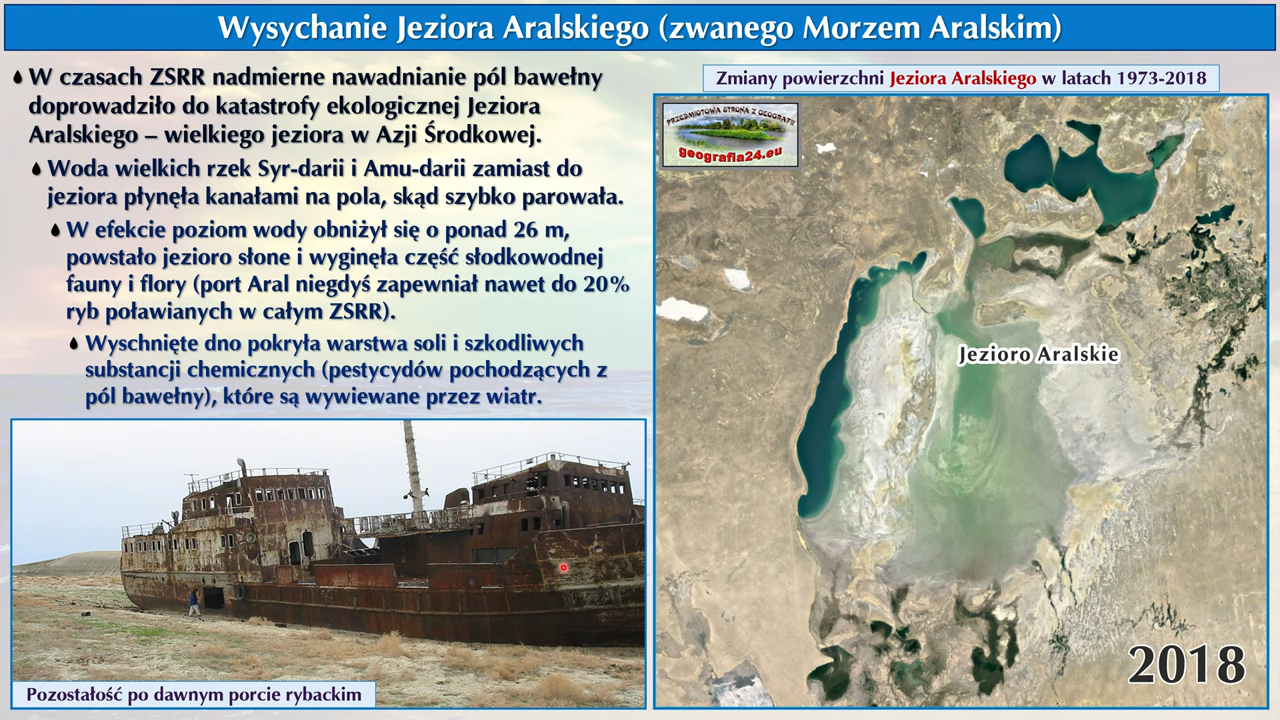 Wysychanie Jeziora Aralskiego (zwanego Morzem Aralskim)
W czasach ZSRR nadmierne nawadnianie pól bawełny
doprowadziło do katastrofy ekologicznej Jeziora
Aralskiego – wielkiego jeziora w Azji Środkowej.
Woda wielkich rzek Syr-darii i Amu-darii zamiast do
jeziora płynęła kanałami na pola, skąd szybko parowała.
W efekcie poziom wody obniżył się o ponad 26 m,
powstało jezioro słone i wyginęła część słodkowodnej
fauny i flory (port Aral niegdyś zapewniał nawet do 20%
ryb poławianych w całym ZSRR).
Wyschnięte dno pokryła warstwa soli i szkodliwych
substancji chemicznych (pestycydów pochodzących z
pól bawełny), które są wywiewane przez wiatr.
Pozostałość po dawnym porcie rybackim
Zmiany powierzchni Jeziora Aralskiego w latach 1973-2018
PRZEDMIOTOWA STRONA Z GEOGRAFII
geografia24.eu
Jezioro Aralskie
2018